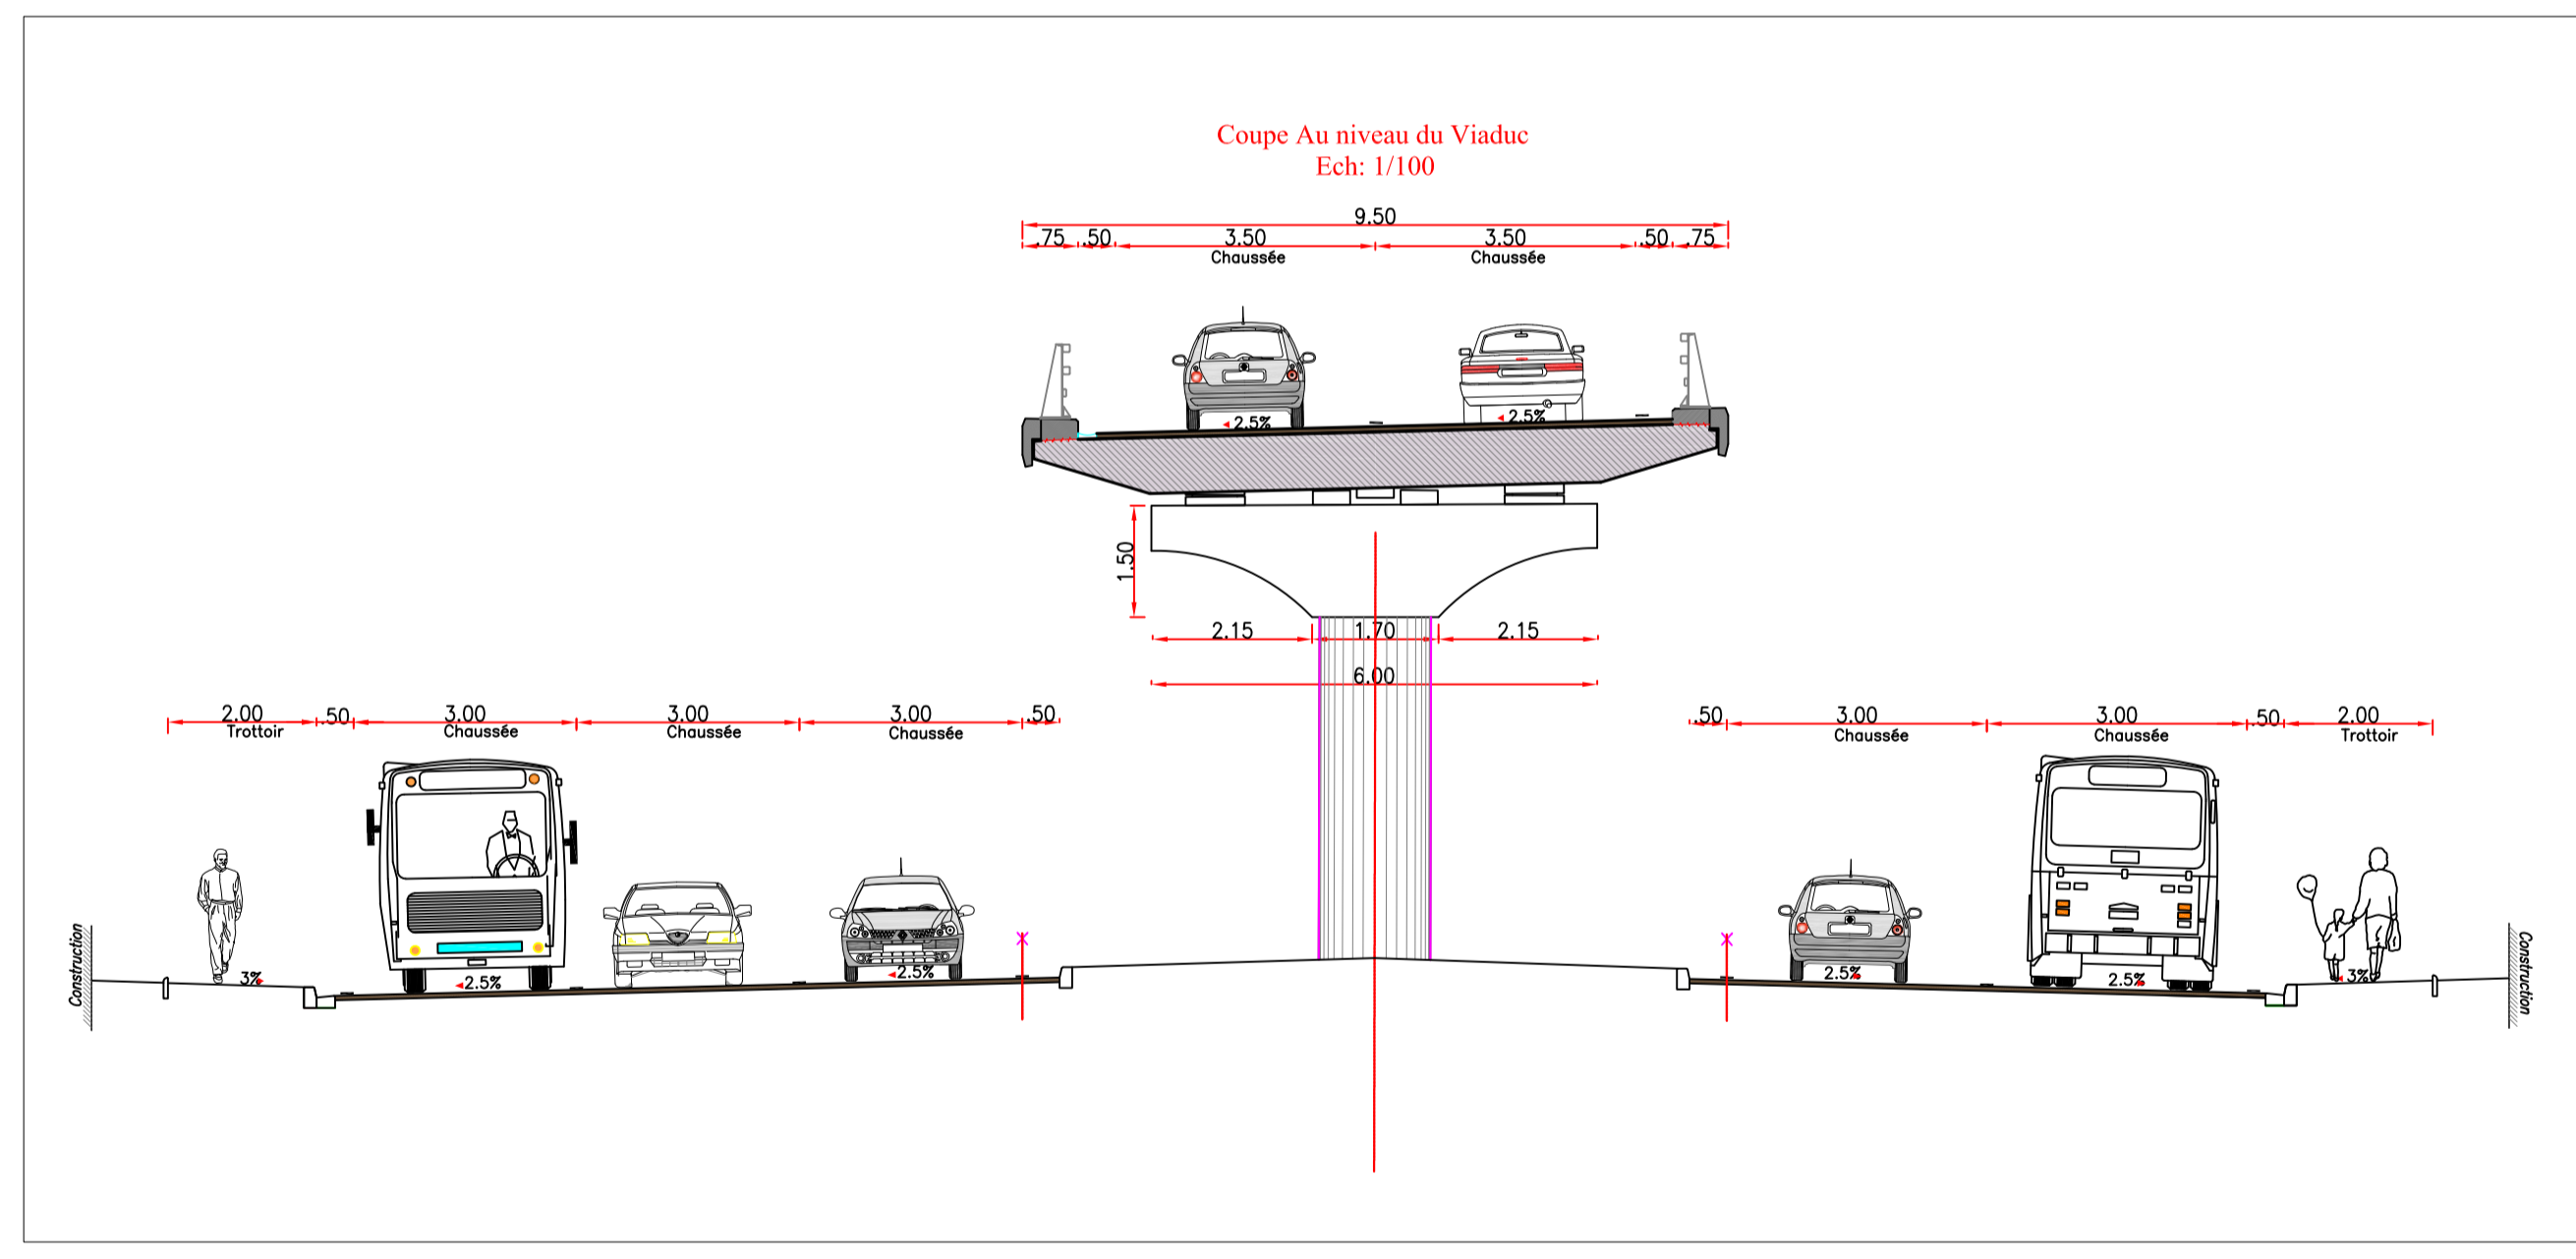 Coupe Au niveau du Viaduc
Ech: 1/100
9.50
.75 .50 3.50 3.50 .50 .75
Chaussée Chaussée
2.5% 2.5%
1.50
2.15 1.70 2.15
6.00
2.00 .50 3.00 3.00 3.00 .50 .50 3.00 3.00 .50 2.00
Trottoir Chaussée Chaussée Chaussée Chaussée Chaussée Trottoir
Construction 3% 2.5% 2.5% 2.5% 2.5% 3% Construction